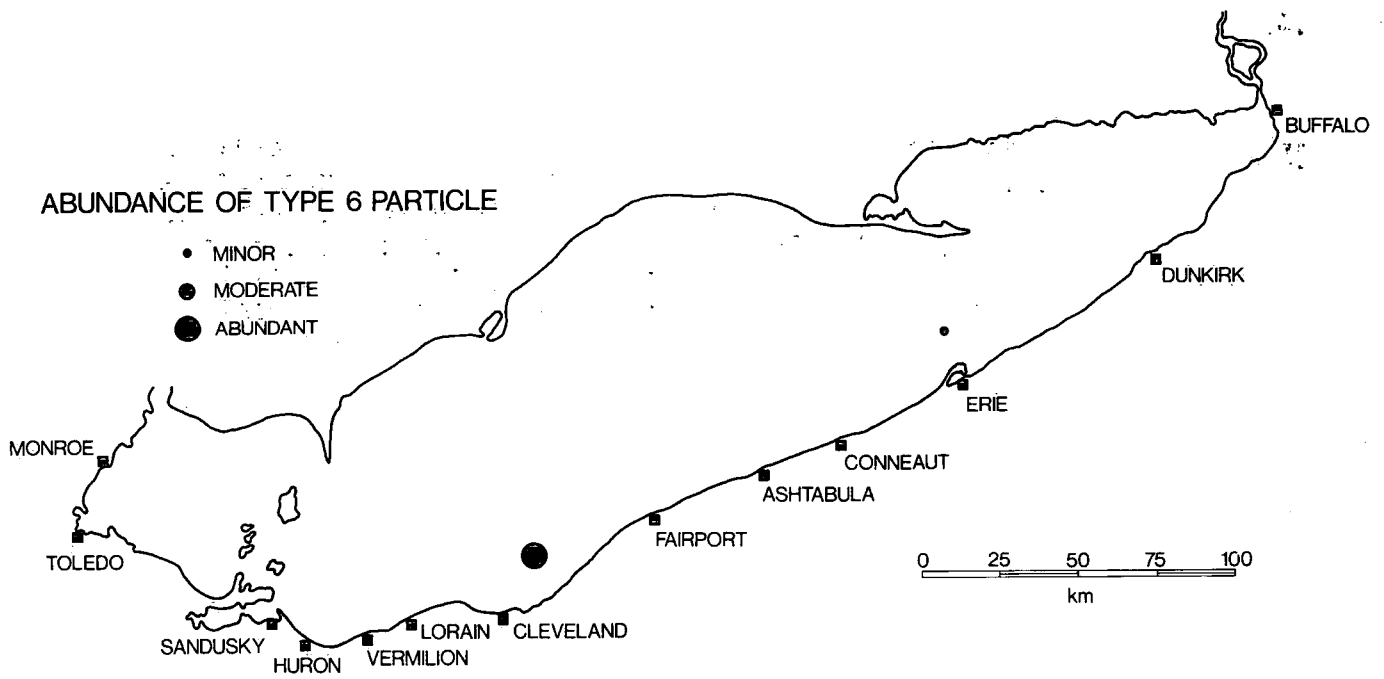 BUFFALO
ABUNDANCE OF TYPE 6 PARTICLE
MINOR
MODERATE
ABUNDANT
DUNKIRK
ERIE
MONROE
CONNEAUT
ASHTABULA
FAIRPORT
TOLEDO
0 25 50 75 100
km
SANDUSKY
LORAIN
CLEVELAND
HURON
VERMILION